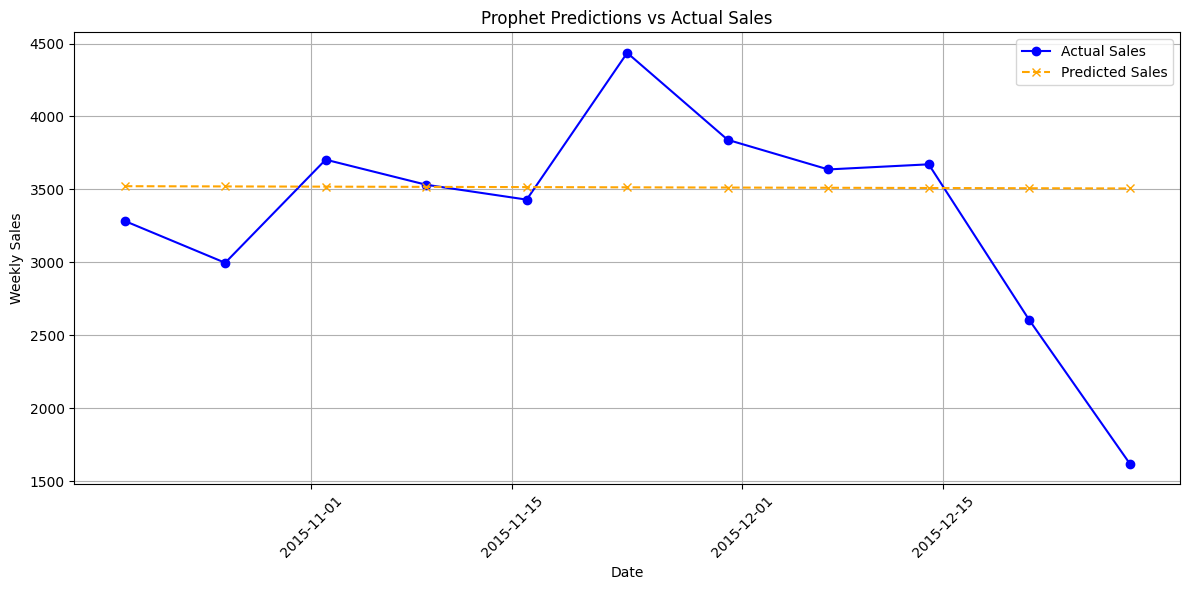 Prophet Predictions vs Actual Sales
Actual Sales
Predicted Sales
Weekly Sales
4500
4000
3500
3000
2500
2000
1500
2015-11-01
2015-11-15
2015-12-01
2015-12-15
Date